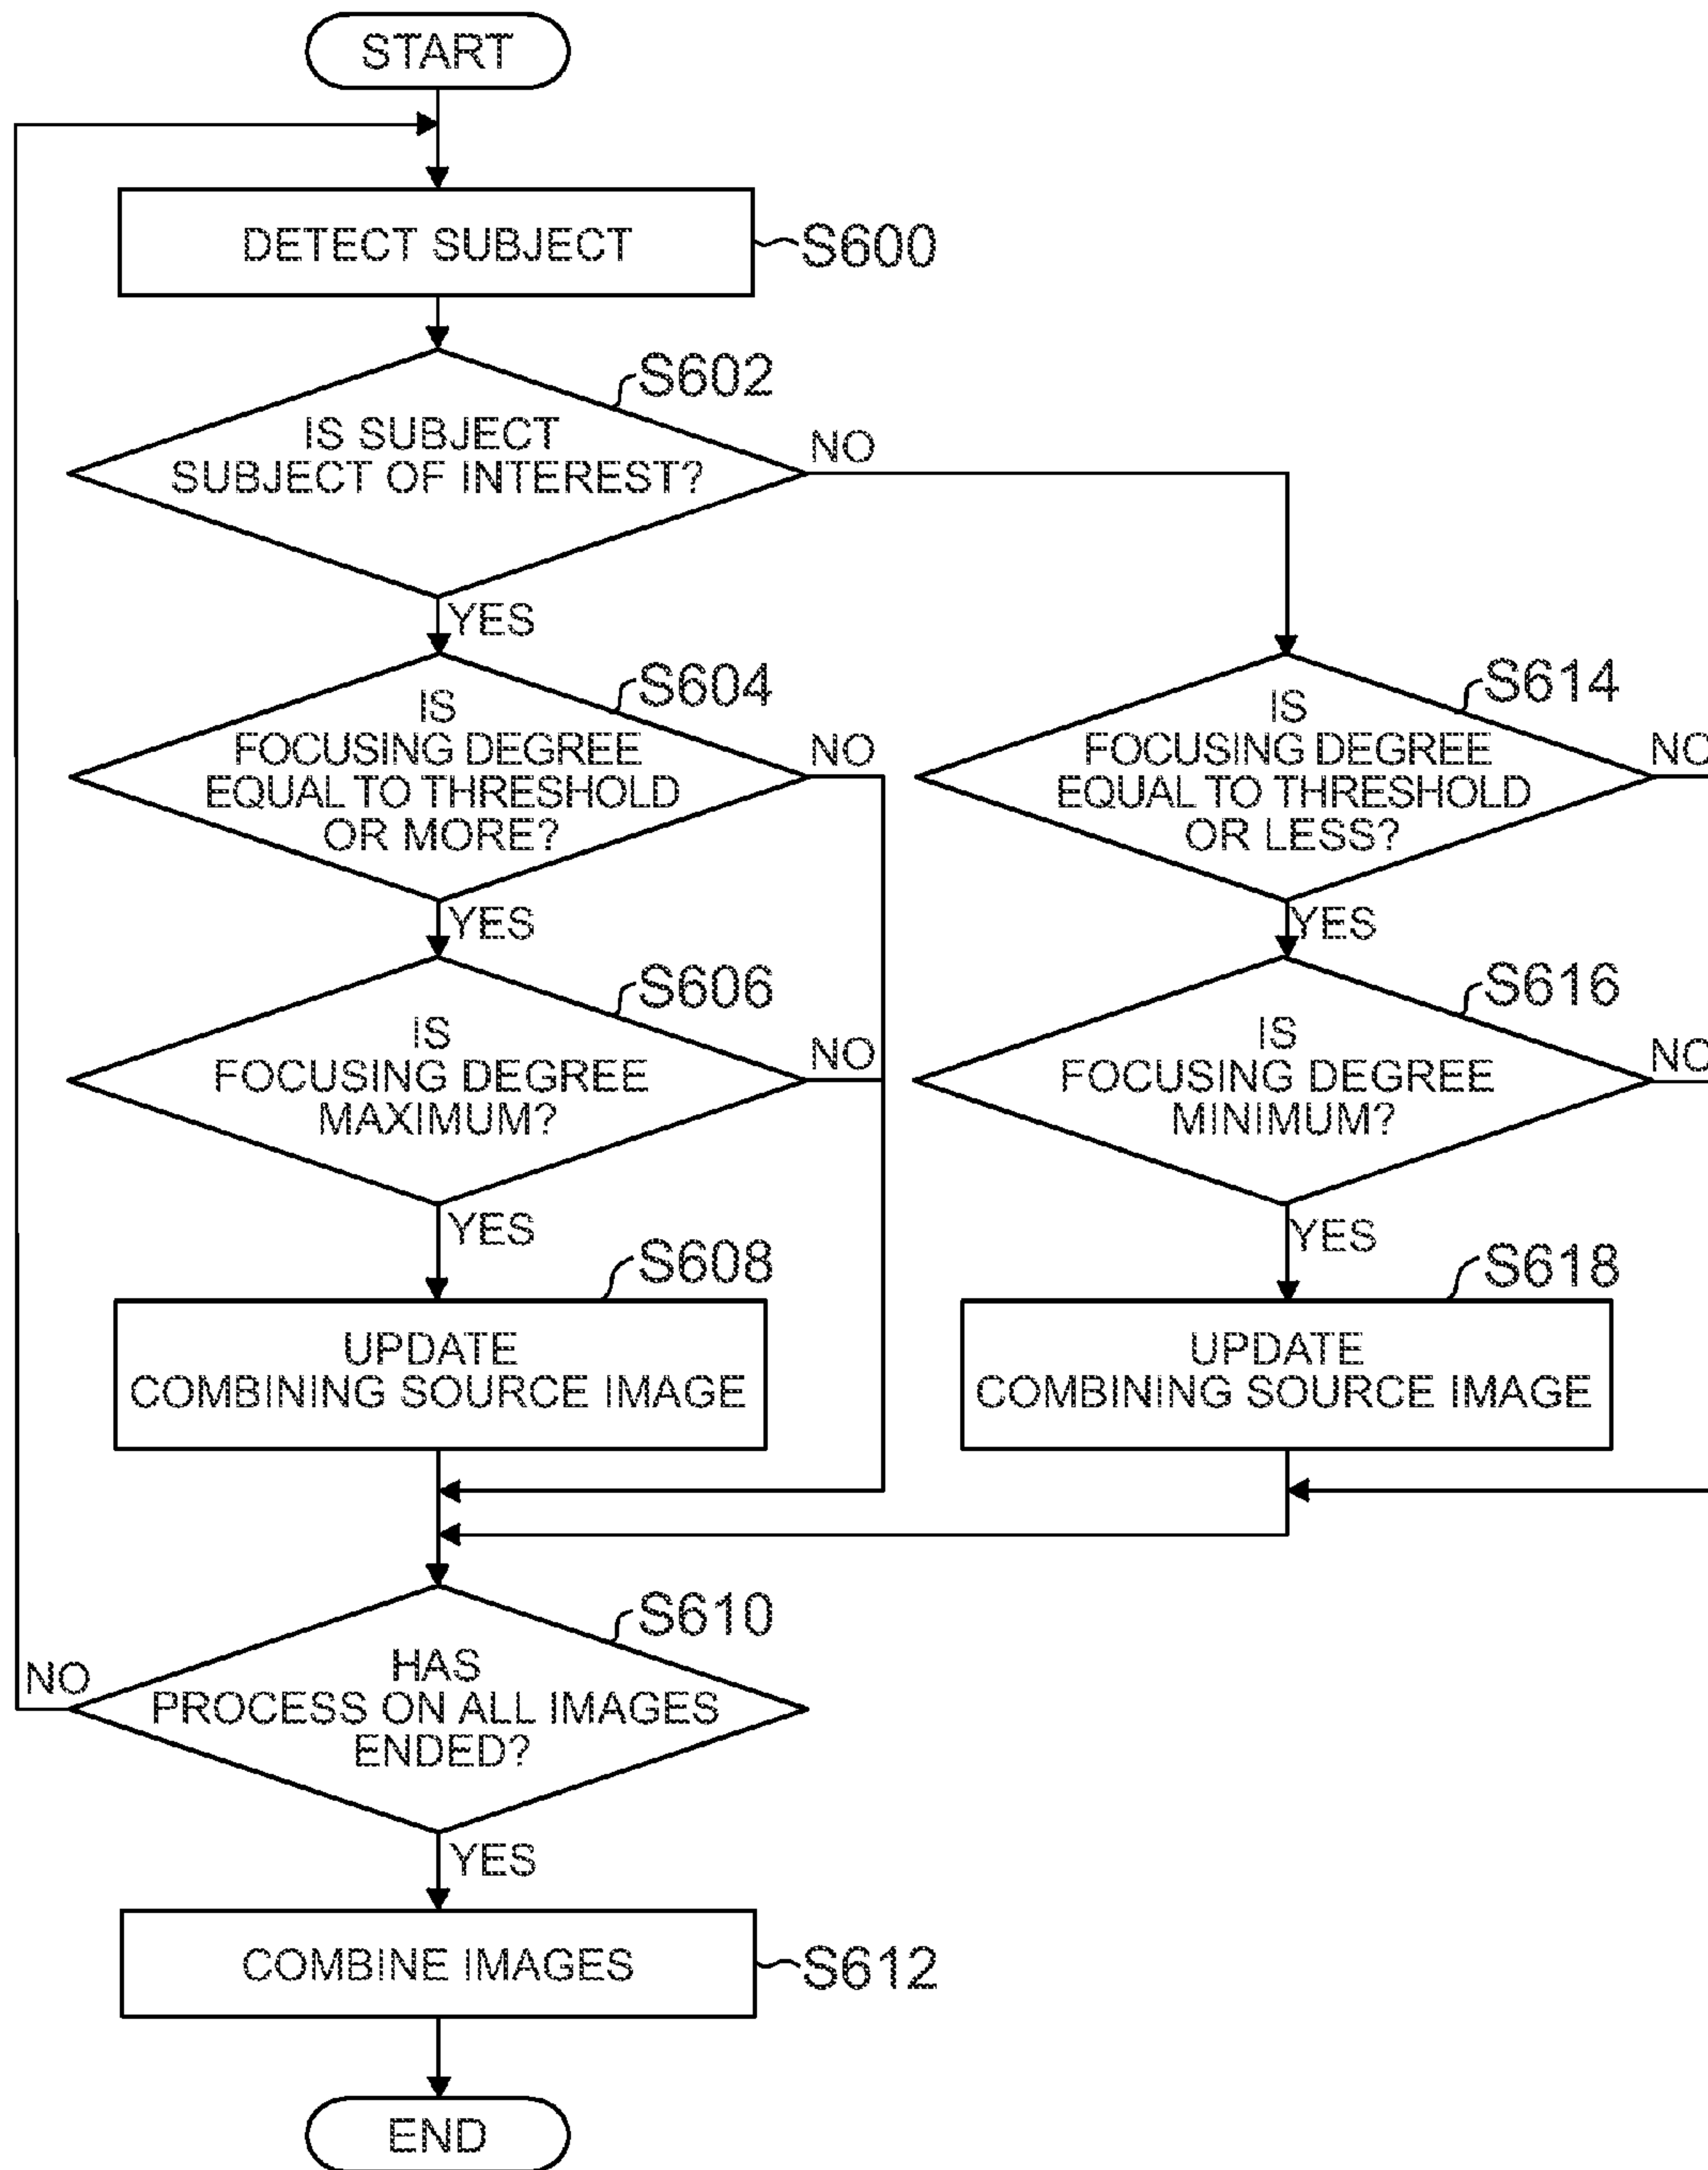 START
DETECT SUBJECT
S600
S602
IS SUBJECT
SUBJECT OF INTEREST?
NO
YES
S604
IS
FOCUSING DEGREE
EQUAL TO THRESHOLD
OR MORE?
NO
YES
S614
IS
FOCUSING DEGREE
EQUAL TO THRESHOLD
OR LESS?
NO
YES
S606
IS
FOCUSING DEGREE
MAXIMUM?
NO
YES
S616
IS
FOCUSING DEGREE
MINIMUM?
NO
YES
S608
UPDATE
COMBINING SOURCE IMAGE
S618
UPDATE
COMBINING SOURCE IMAGE
S610
HAS
PROCESS ON ALL IMAGES
ENDED?
NO
YES
COMBINE IMAGES
S612
END